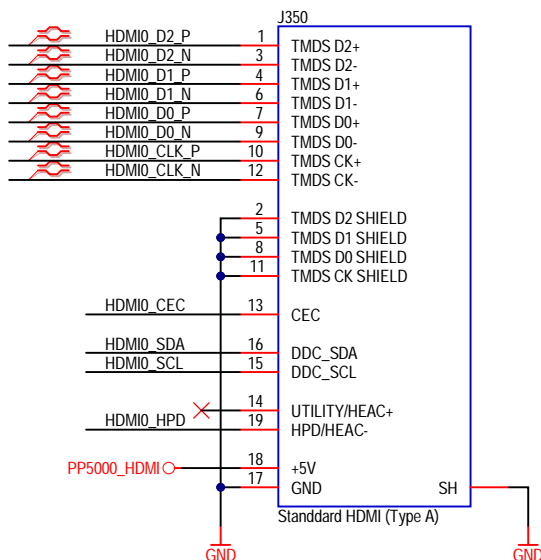 J350
HDMI0_D2_P 1 TMDS D2+
HDMI0_D2_N 3 TMDS D2-
HDMI0_D1_P 4 TMDS D1+
HDMI0_D1_N 6 TMDS D1-
HDMI0_D0_P 7 TMDS D0+
HDMI0_D0_N 9 TMDS D0-
HDMI0_CLK_P 10 TMDS CK+
HDMI0_CLK_N 12 TMDS CK-
2 TMDS D2 SHIELD
5 TMDS D1 SHIELD
8 TMDS D0 SHIELD
11 TMDS CK SHIELD
HDMI0_CEC 13 CEC
HDMI0_SDA 16 DDC_SDA
HDMI0_SCL 15 DDC_SCL
14 UTILITY/HEAC+
HDMI0_HPD 19 HPD/HEAC-
PP5000_HDMI 18 +5V
17 GND SH
Standdard HDMI (Type A)
GND GND